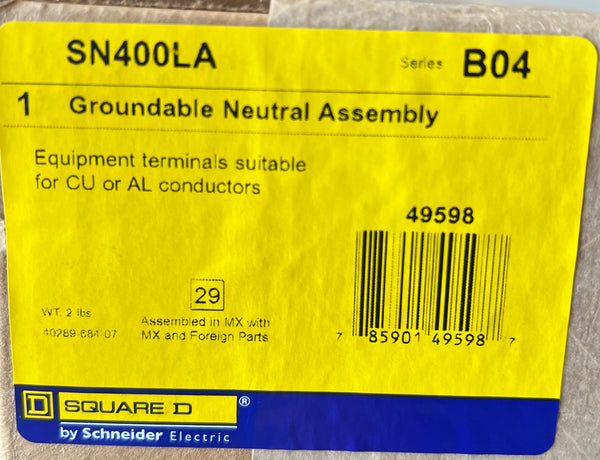 SN400LA Series B04
1 Groundable Neutral Assembly
Equipment terminals suitable
for CU or AL conductors
49598
29
WT. 2 lbs
Assembled in MX with
40289-684-07
MX and Foreign Parts
7 85901 49598 7
D SQUARE D ®
by Schneider Electric